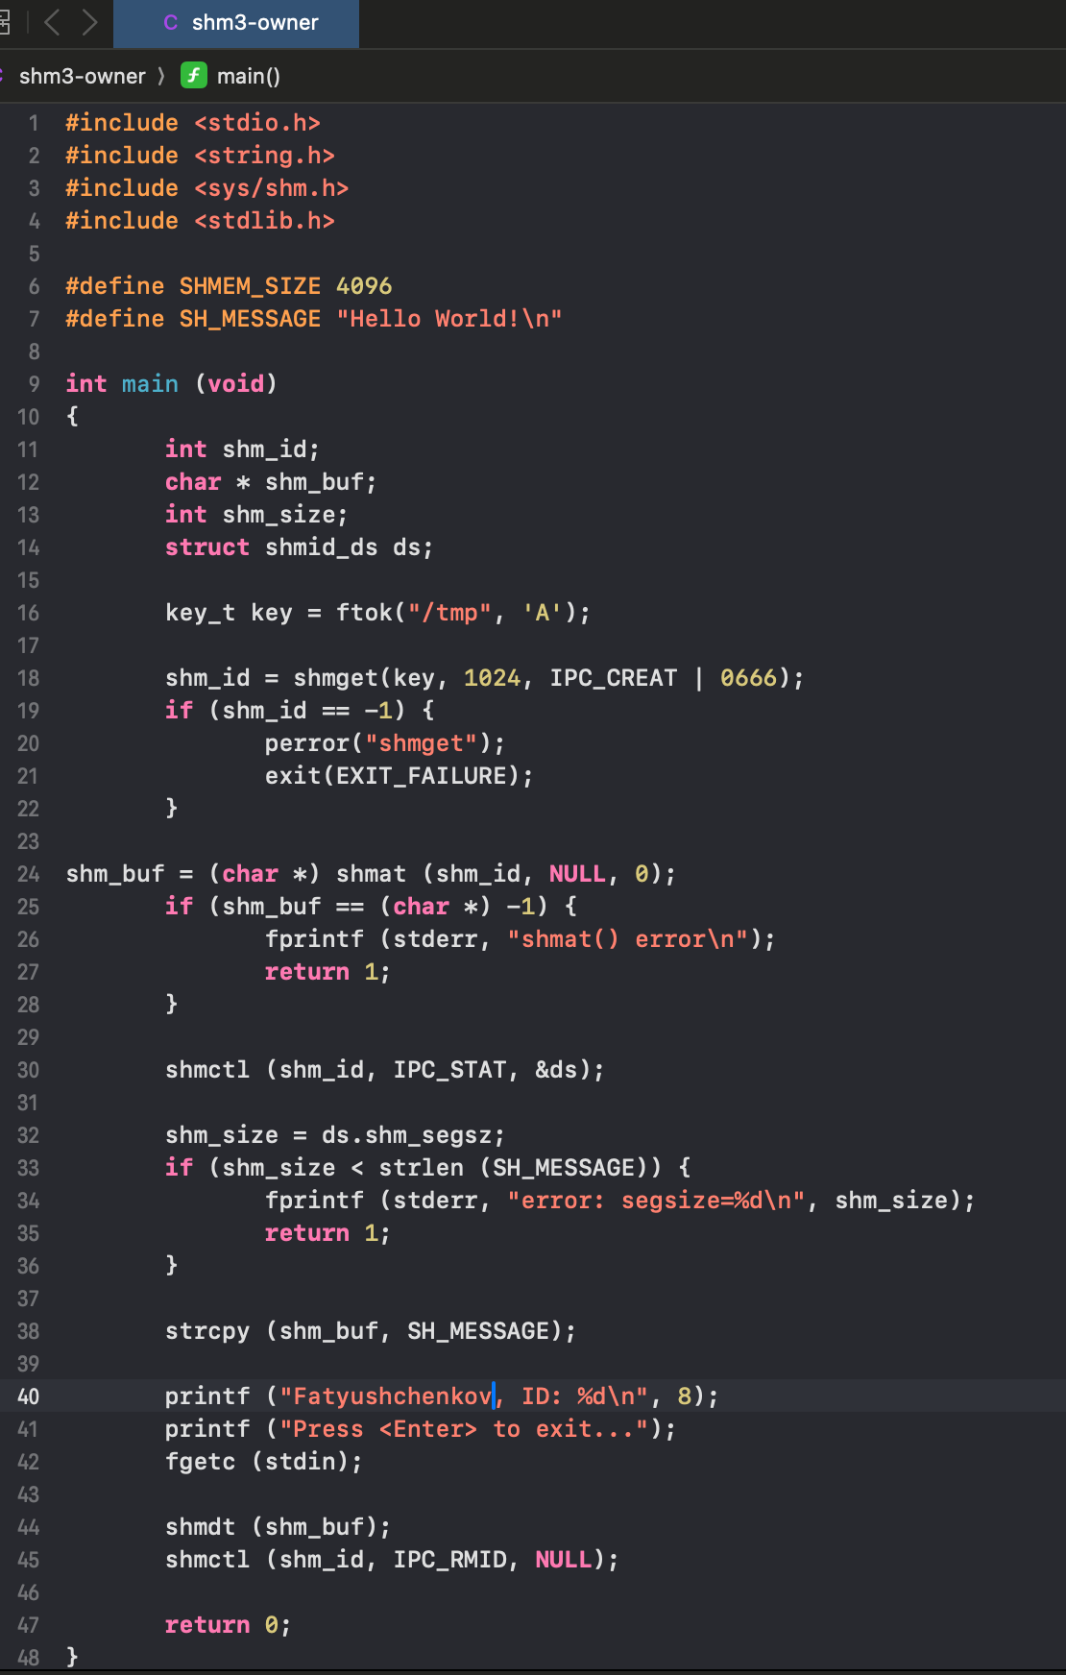 C shm3-owner
shm3-owner 〉 f main()
1 #include <stdio.h>
2 #include <string.h>
3 #include <sys/shm.h>
4 #include <stdlib.h>
5
6 #define SHMEM_SIZE 4096
7 #define SH_MESSAGE "Hello World!\n"
8
9 int main (void)
10 {
11 int shm_id;
12 char * shm_buf;
13 int shm_size;
14 struct shmid_ds ds;
15
16 key_t key = ftok("/tmp", 'A');
17
18 shm_id = shmget(key, 1024, IPC_CREAT | 0666);
19 if (shm_id == -1) {
20 perror("shmget");
21 exit(EXIT_FAILURE);
22 }
23
24 shm_buf = (char *) shmat (shm_id, NULL, 0);
25 if (shm_buf == (char *) -1) {
26 fprintf (stderr, "shmat() error\n");
27 return 1;
28 }
29
30 shmctl (shm_id, IPC_STAT, &ds);
31
32 shm_size = ds.shm_segsz;
33 if (shm_size < strlen (SH_MESSAGE)) {
34 fprintf (stderr, "error: segsize=%d\n", shm_size);
35 return 1;
36 }
37
38 strcpy (shm_buf, SH_MESSAGE);
39
40 printf ("Fatyushchenkov, ID: %d\n", 8);
41 printf ("Press <Enter> to exit...");
42 fgetc (stdin);
43
44 shmdt (shm_buf);
45 shmctl (shm_id, IPC_RMID, NULL);
46
47 return 0;
48 }